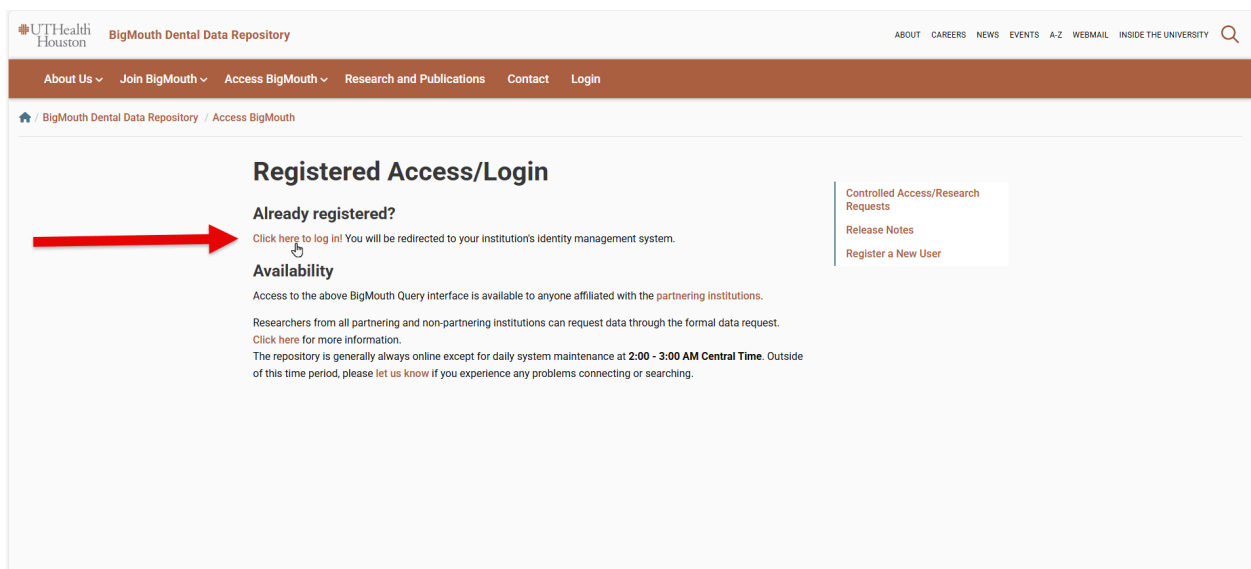 UTHealth
Houston
BigMouth Dental Data Repository
ABOUT CAREERS NEWS EVENTS A-Z WEBMAIL INSIDE THE UNIVERSITY
About Us Join BigMouth Access BigMouth Research and Publications Contact Login
/ BigMouth Dental Data Repository / Access BigMouth
Registered Access/Login
Already registered?
Click here to log in! You will be redirected to your institution's identity management system.
Availability
Access to the above BigMouth Query interface is available to anyone affiliated with the partnering institutions.
Researchers from all partnering and non-partnering institutions can request data through the formal data request.
Click here for more information.
The repository is generally always online except for daily system maintenance at 2:00 - 3:00 AM Central Time. Outside
of this time period, please let us know if you experience any problems connecting or searching.
Controlled Access/Research
Requests
Release Notes
Register a New User